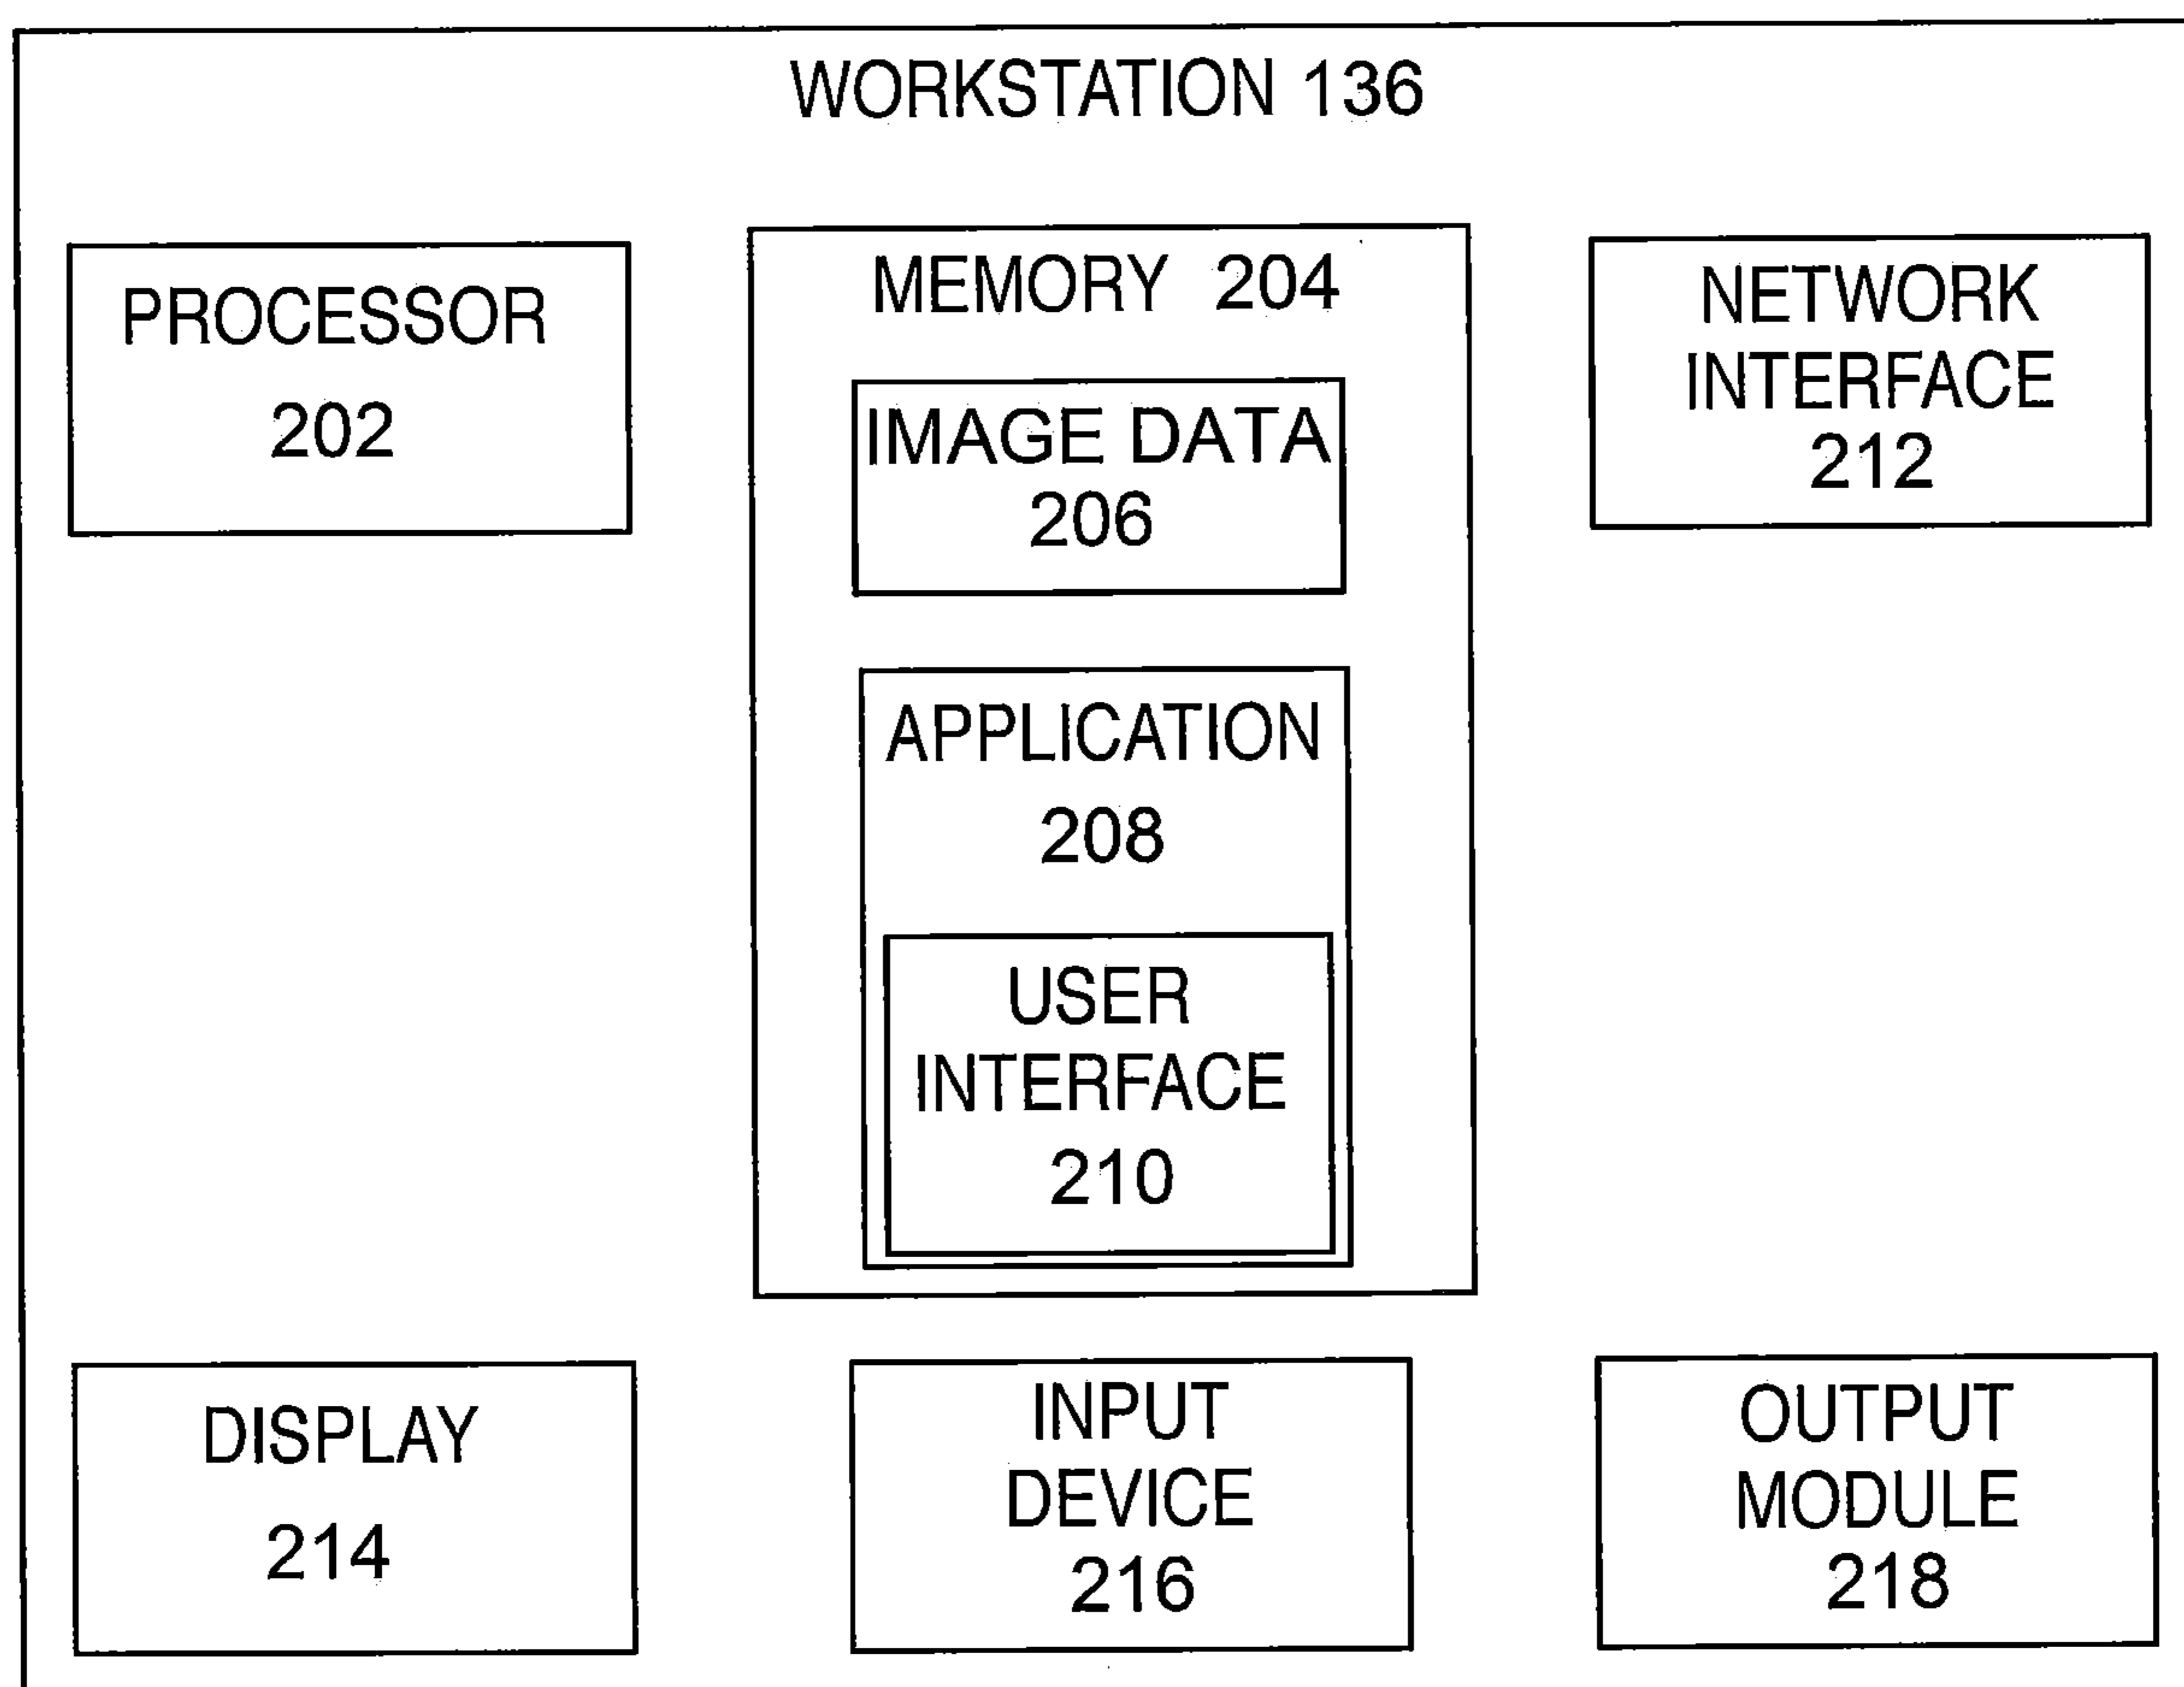 WORKSTATION 136
PROCESSOR
202
MEMORY 204
IMAGE DATA
206
APPLICATION
208
USER
INTERFACE
210
NETWORK
INTERFACE
212
DISPLAY
214
INPUT
DEVICE
216
OUTPUT
MODULE
218